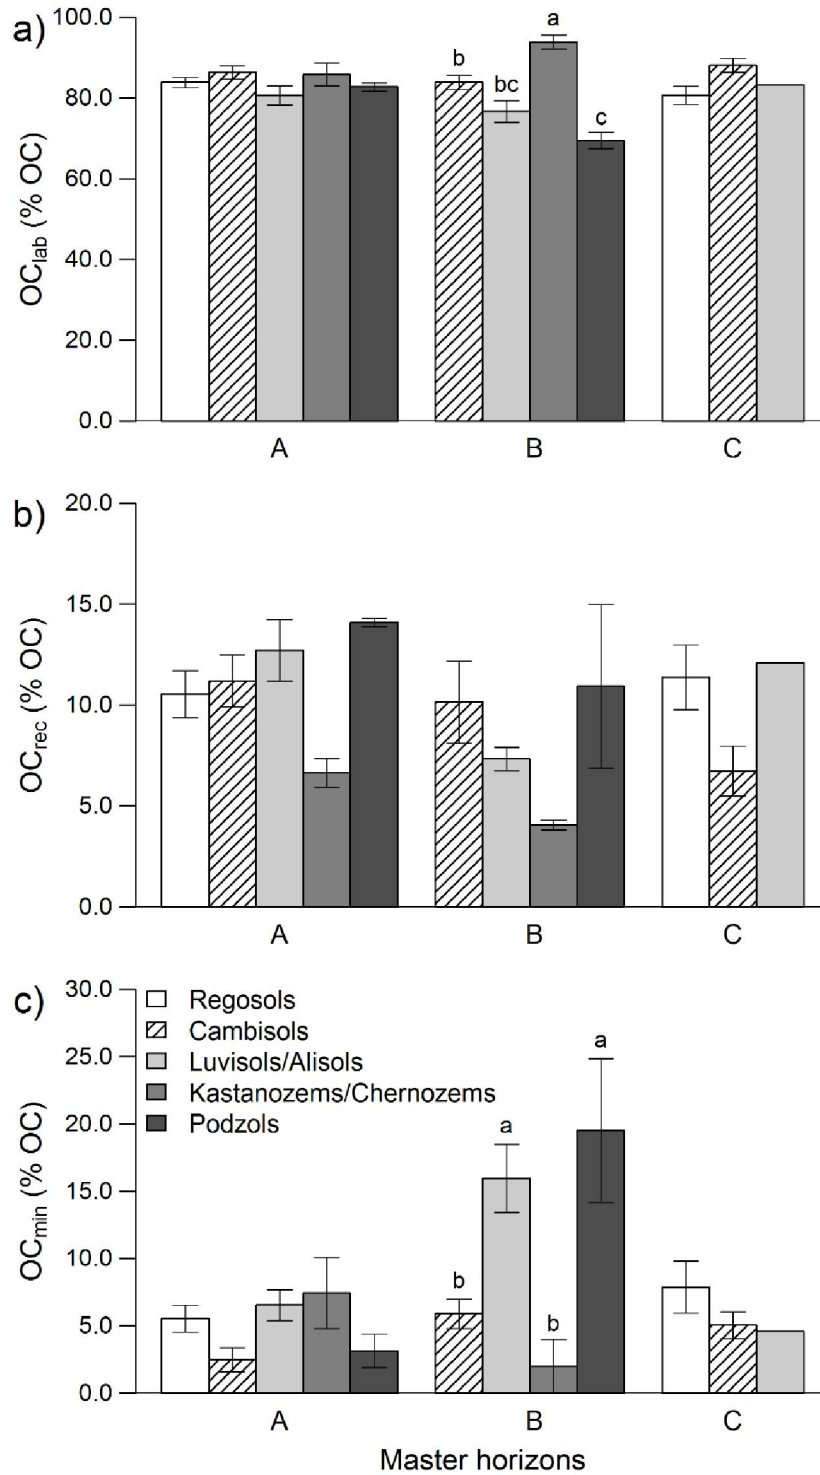 a)
100.0
80.0
60.0
40.0
20.0
0.0
OClab (% OC)
b
bc
a
c
A
B
C
b)
20.0
15.0
10.0
5.0
0.0
OCrec (% OC)
A
B
C
c)
30.0
25.0
20.0
15.0
10.0
5.0
0.0
OCmin (% OC)
Regosols
Cambisols
Luvisols/Alisols
Kastanozems/Chernozems
Podzols
b
a
b
a
A
B
C
Master horizons